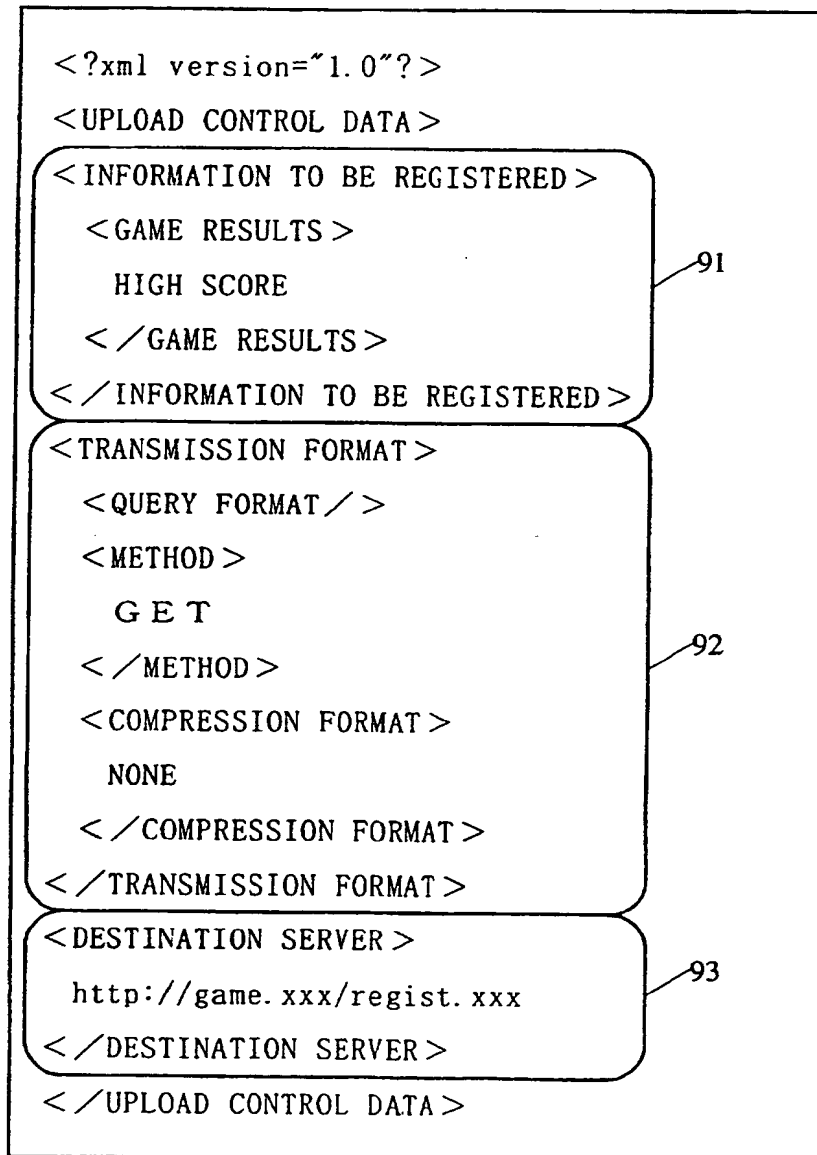 <?xml version="1.0"?>
<UPLOAD CONTROL DATA>
<INFORMATION TO BE REGISTERED>
<GAME RESULTS>
HIGH SCORE
</GAME RESULTS>
91
</INFORMATION TO BE REGISTERED>
<TRANSMISSION FORMAT>
<QUERY FORMAT/>
<METHOD>
GET
</METHOD>
92
<COMPRESSION FORMAT>
NONE
</COMPRESSION FORMAT>
</TRANSMISSION FORMAT>
<DESTINATION SERVER>
http://game.xxx/regist.xxx
93
</DESTINATION SERVER>
</UPLOAD CONTROL DATA>